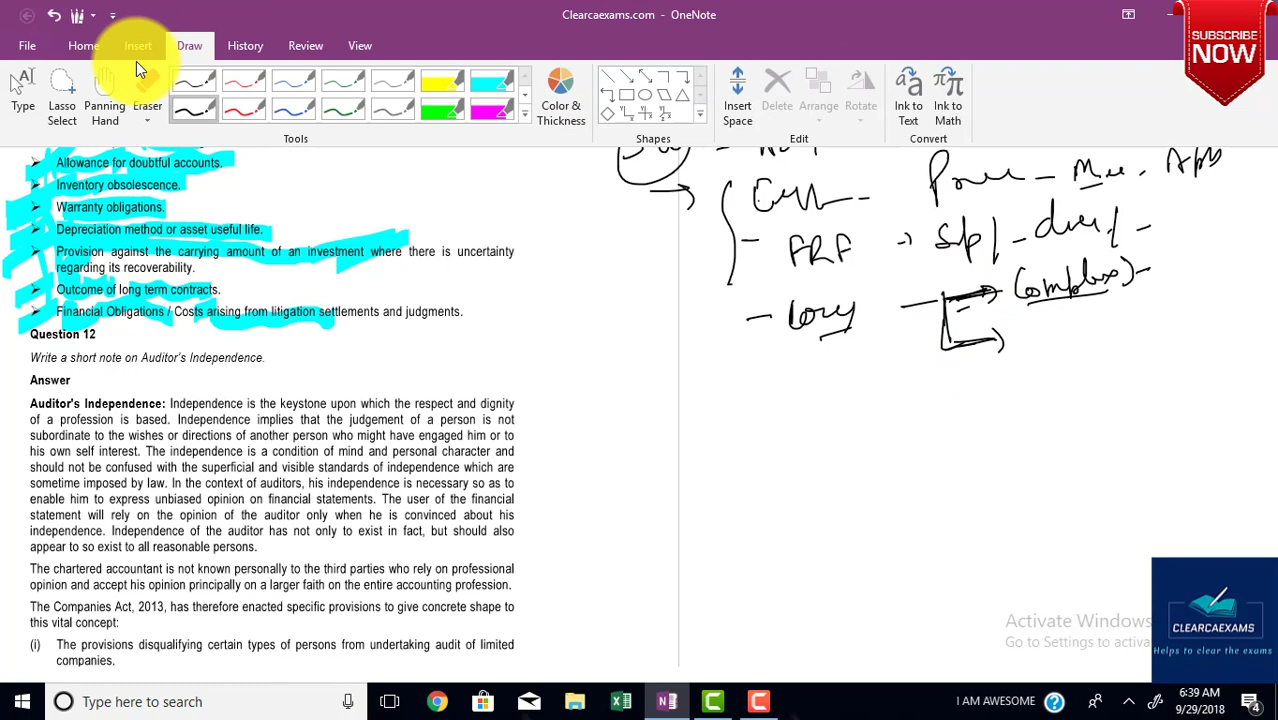 Clearcaexams.com - OneNote
SUBSCRIBE
NOW
File Home Insert Draw History Review View
Type Lasso Select Panning Hand Eraser Color & Thickness Insert Space Delete Arrange Rotate Ink to Text Ink to Math
Tools Shapes Edit Convert
Allowance for doubtful accounts.
Inventory obsolescence.
Warranty obligations.
Depreciation method or asset useful life.
Provision against the carrying amount of an investment where there is uncertainty
regarding its recoverability.
Outcome of long term contracts.
Financial Obligations / Costs arising from litigation settlements and judgments.
FRF
Complex)
Question 12
Write a short note on Auditor's Independence.
Answer
Auditor's Independence: Independence is the keystone upon which the respect and dignity
of a profession is based. Independence implies that the judgement of a person is not
subordinate to the wishes or directions of another person who might have engaged him or to
his own self interest. The independence is a condition of mind and personal character and
should not be confused with the superficial and visible standards of independence which are
sometime imposed by law. In the context of auditors, his independence is necessary so as to
enable him to express unbiased opinion on financial statements. The user of the financial
statement will rely on the opinion of the auditor only when he is convinced about his
independence. Independence of the auditor has not only to exist in fact, but should also
appear to so exist to all reasonable persons.
The chartered accountant is not known personally to the third parties who rely on professional
opinion and accept his opinion principally on a larger faith on the entire accounting profession.
The Companies Act, 2013, has therefore enacted specific provisions to give concrete shape to
this vital concept:
(i) The provisions disqualifying certain types of persons from undertaking audit of limited
companies.
Activate Windows
Go to Settings to activa
CLEARCAEXAMS
Helps to clear the exams
Type here to search
I AM AWESOME
6:39 AM
9/29/2018
4